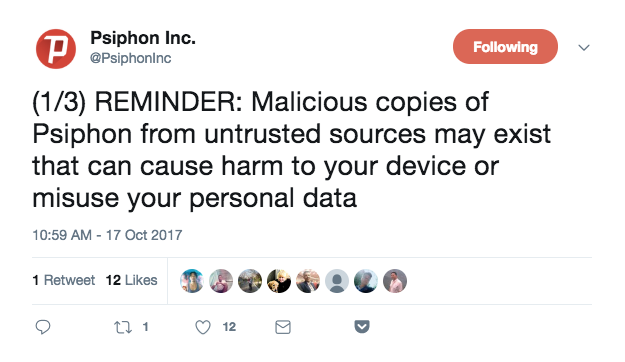 Psiphon Inc.
@PsiphonInc
Following
(1/3) REMINDER: Malicious copies of
Psiphon from untrusted sources may exist
that can cause harm to your device or
misuse your personal data
10:59 AM - 17 Oct 2017
1 Retweet 12 Likes
1 12